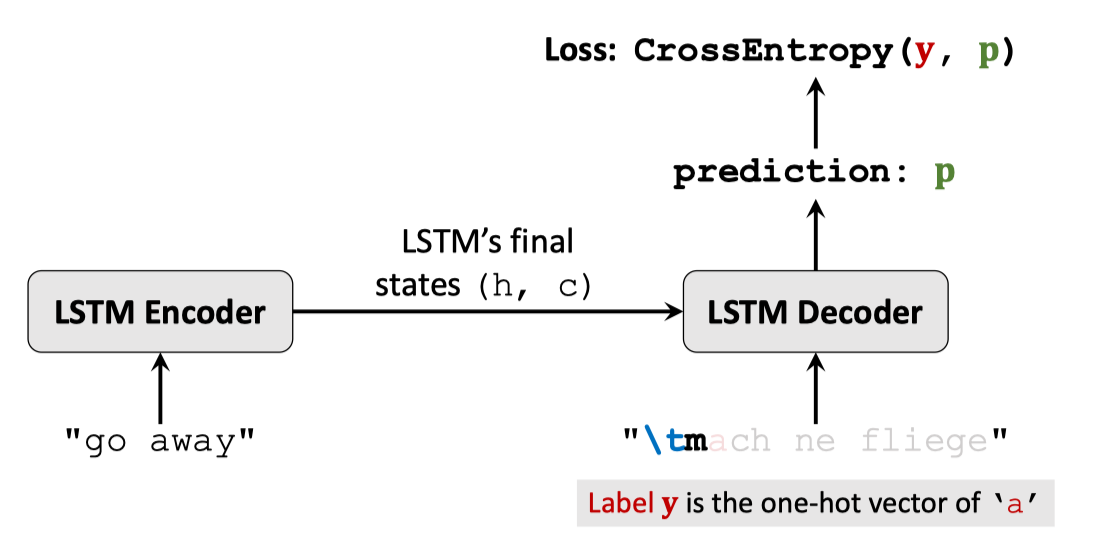 Loss: CrossEntropy(y, p)
prediction: p
LSTM's final
states (h, c)
LSTM Encoder
LSTM Decoder
"go away"
"\tmach ne fliege"
Label y is the one-hot vector of ‘a’